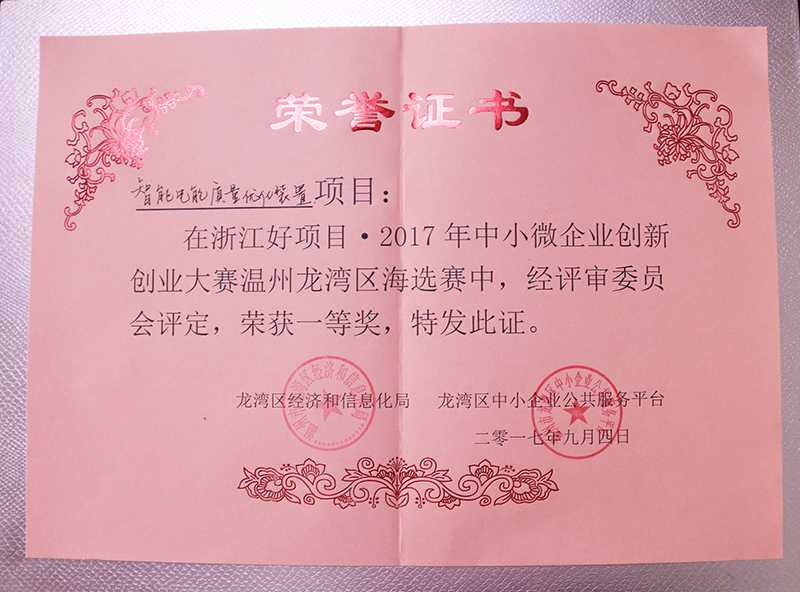 荣誉证书
智能电能质量优化装置项目：
在浙江好项目·2017年中小微企业创新
创业大赛温州龙湾区海选赛中，经评审委员
会评定，荣获一等奖，特发此证。
龙湾区经济和信息化局 龙湾区中小企业公共服务平台
二零一七年九月四日